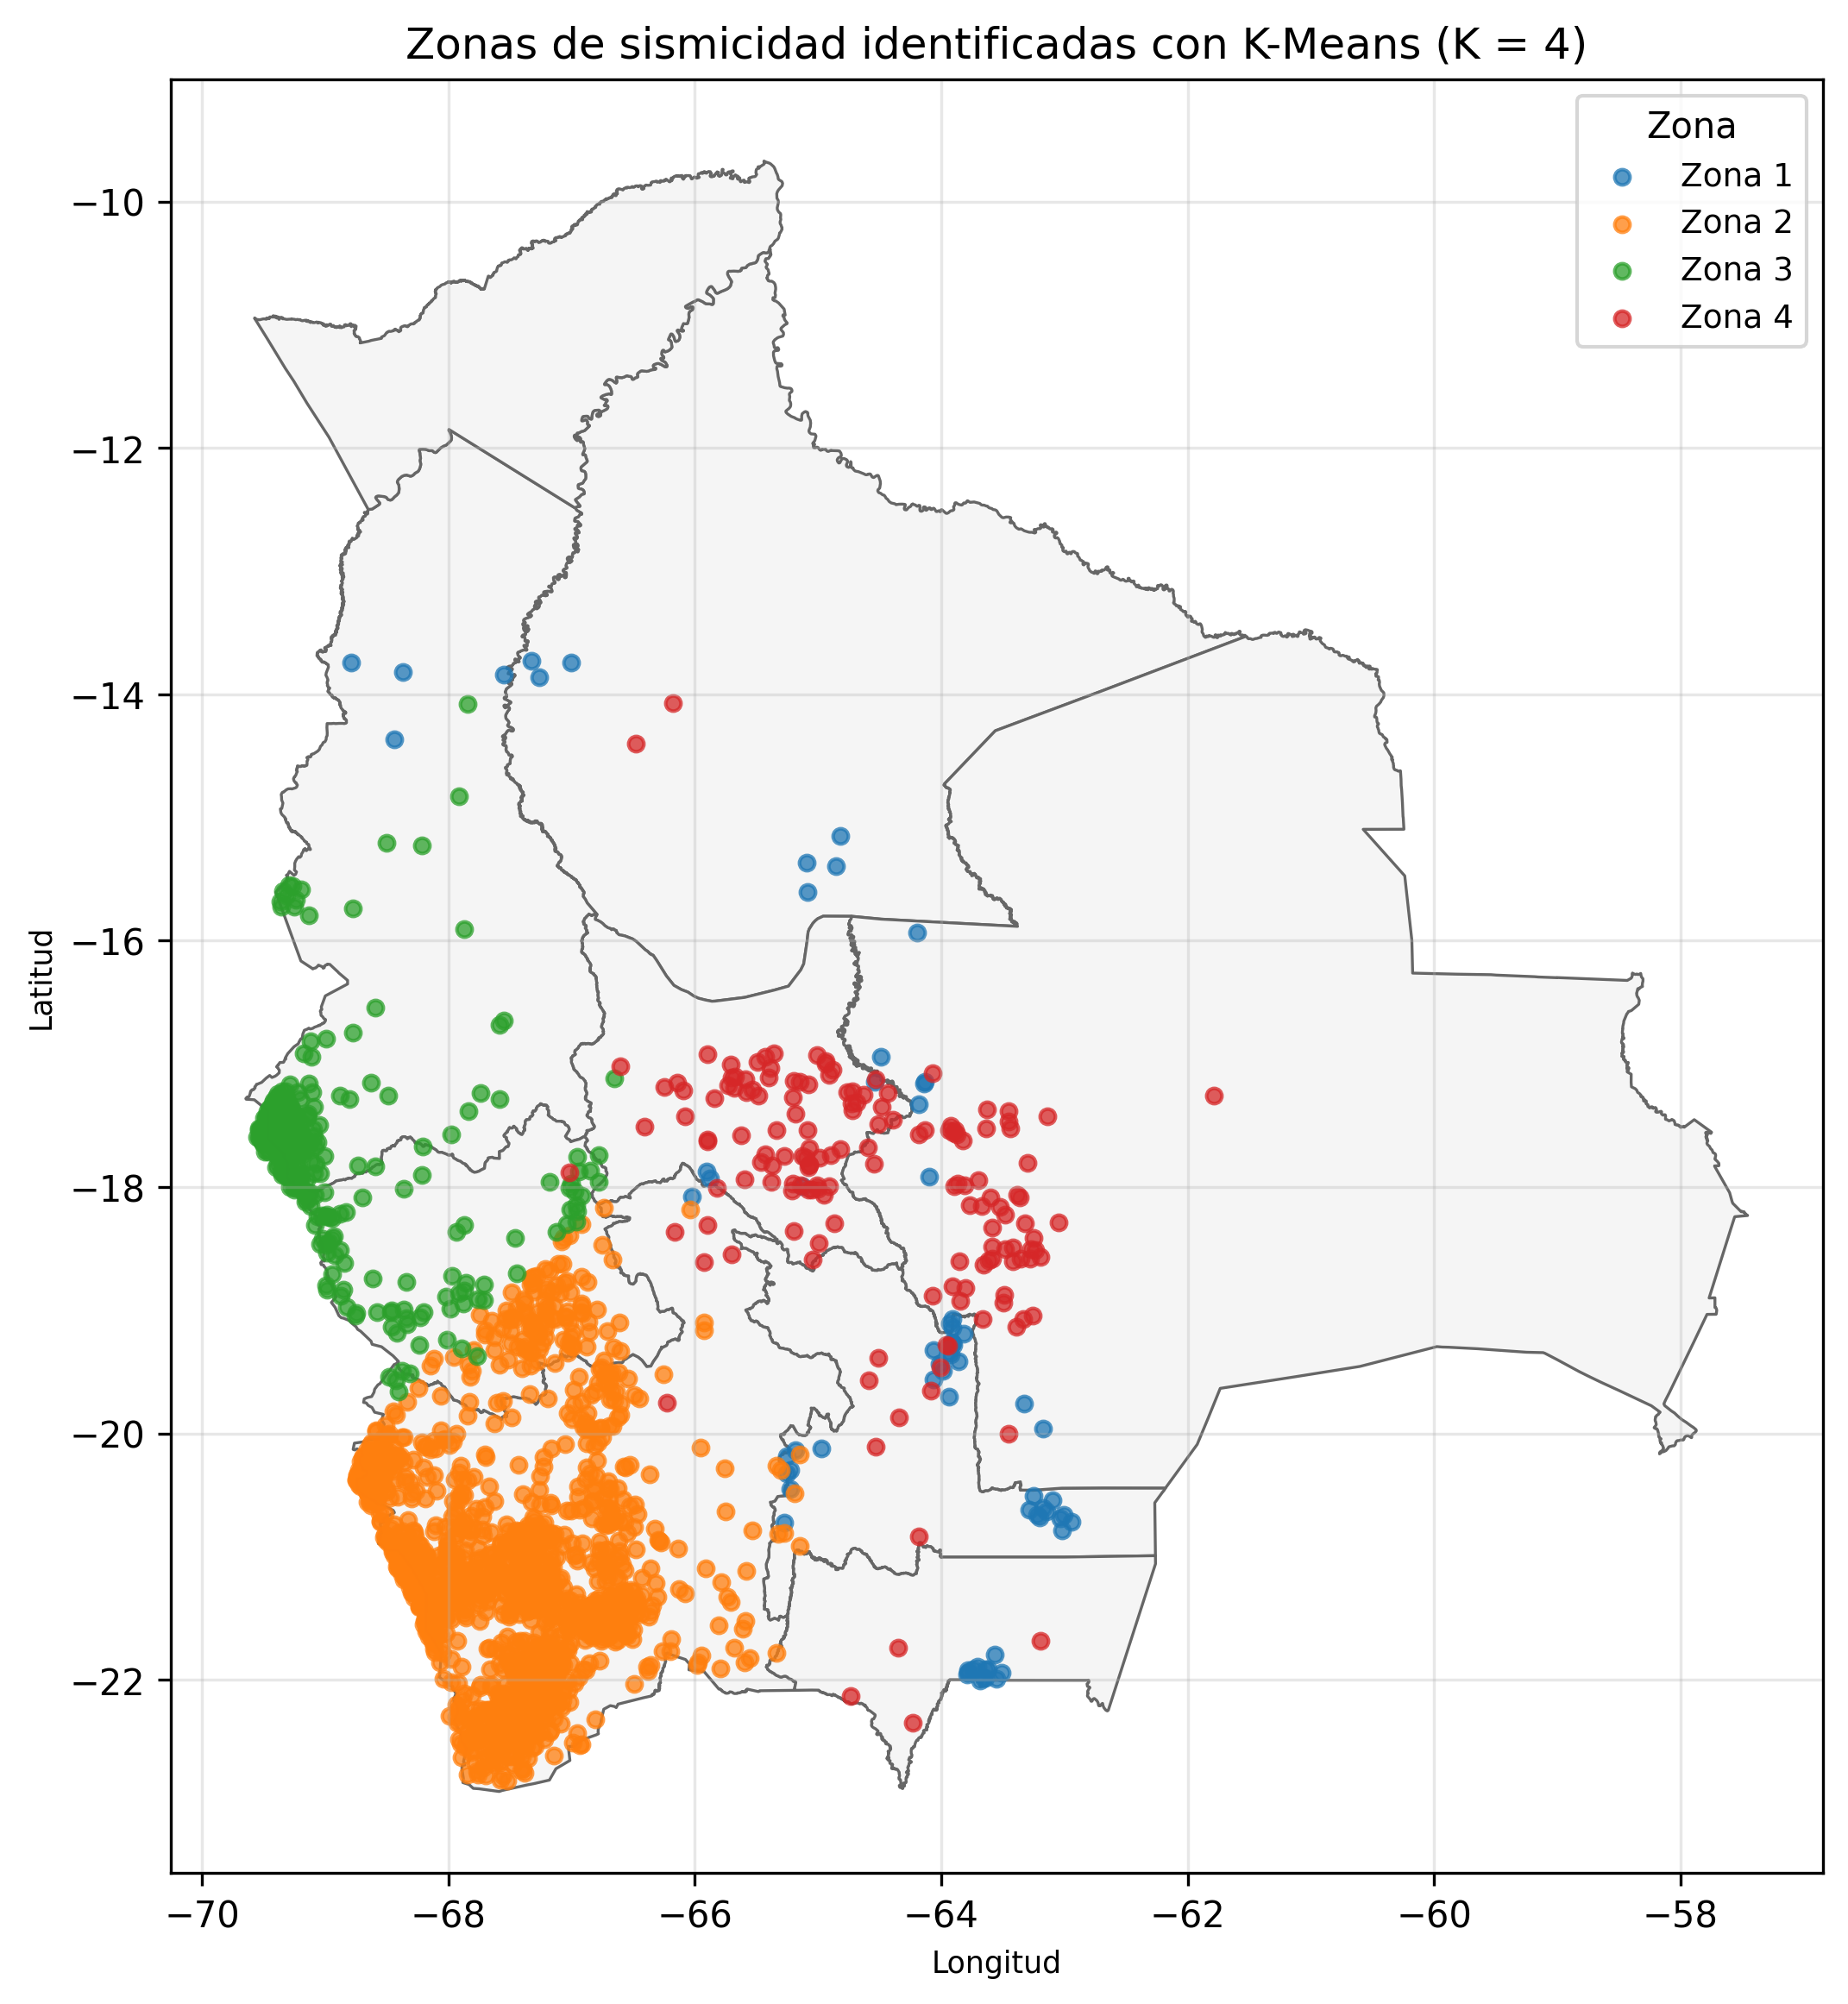 Zonas de sismicidad identificadas con K-Means (K = 4)
Zona
Zona 1
Zona 2
Zona 3
Zona 4
−10
−12
−14
−16
−18
−20
−22
Latitud
−70
−68
−66
−64
−62
−60
−58
Longitud